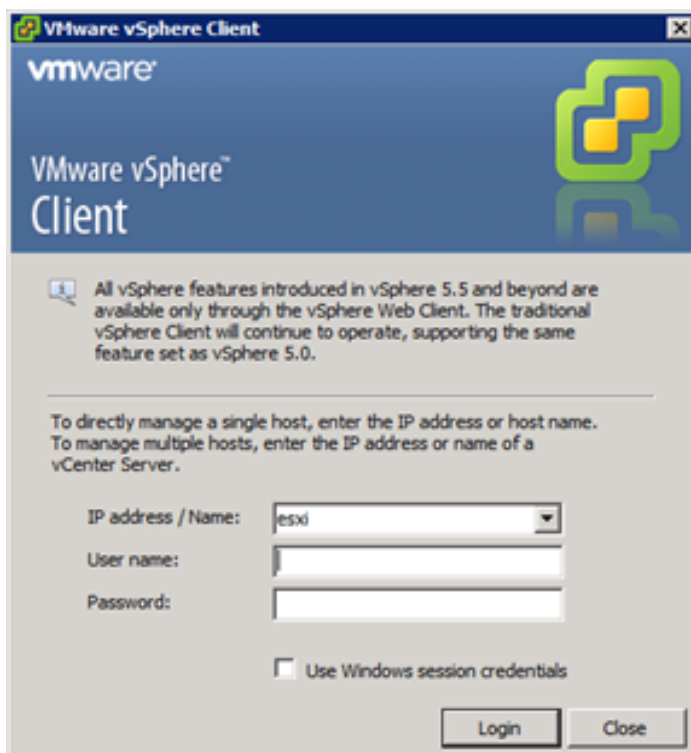 VMware vSphere Client
vmware
VMware vSphere™
Client
All vSphere features introduced in vSphere 5.5 and beyond are
available only through the vSphere Web Client. The traditional
vSphere Client will continue to operate, supporting the same
feature set as vSphere 5.0.
To directly manage a single host, enter the IP address or host name.
To manage multiple hosts, enter the IP address or name of a
vCenter Server.
IP address / Name: esxi
User name:
Password:
Use Windows session credentials
Login Close